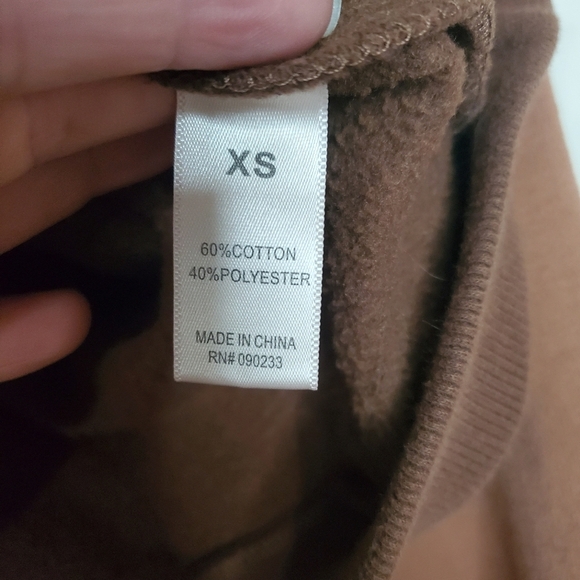 XS
60%COTTON
40%POLYESTER
MADE IN CHINA
RN# 090233